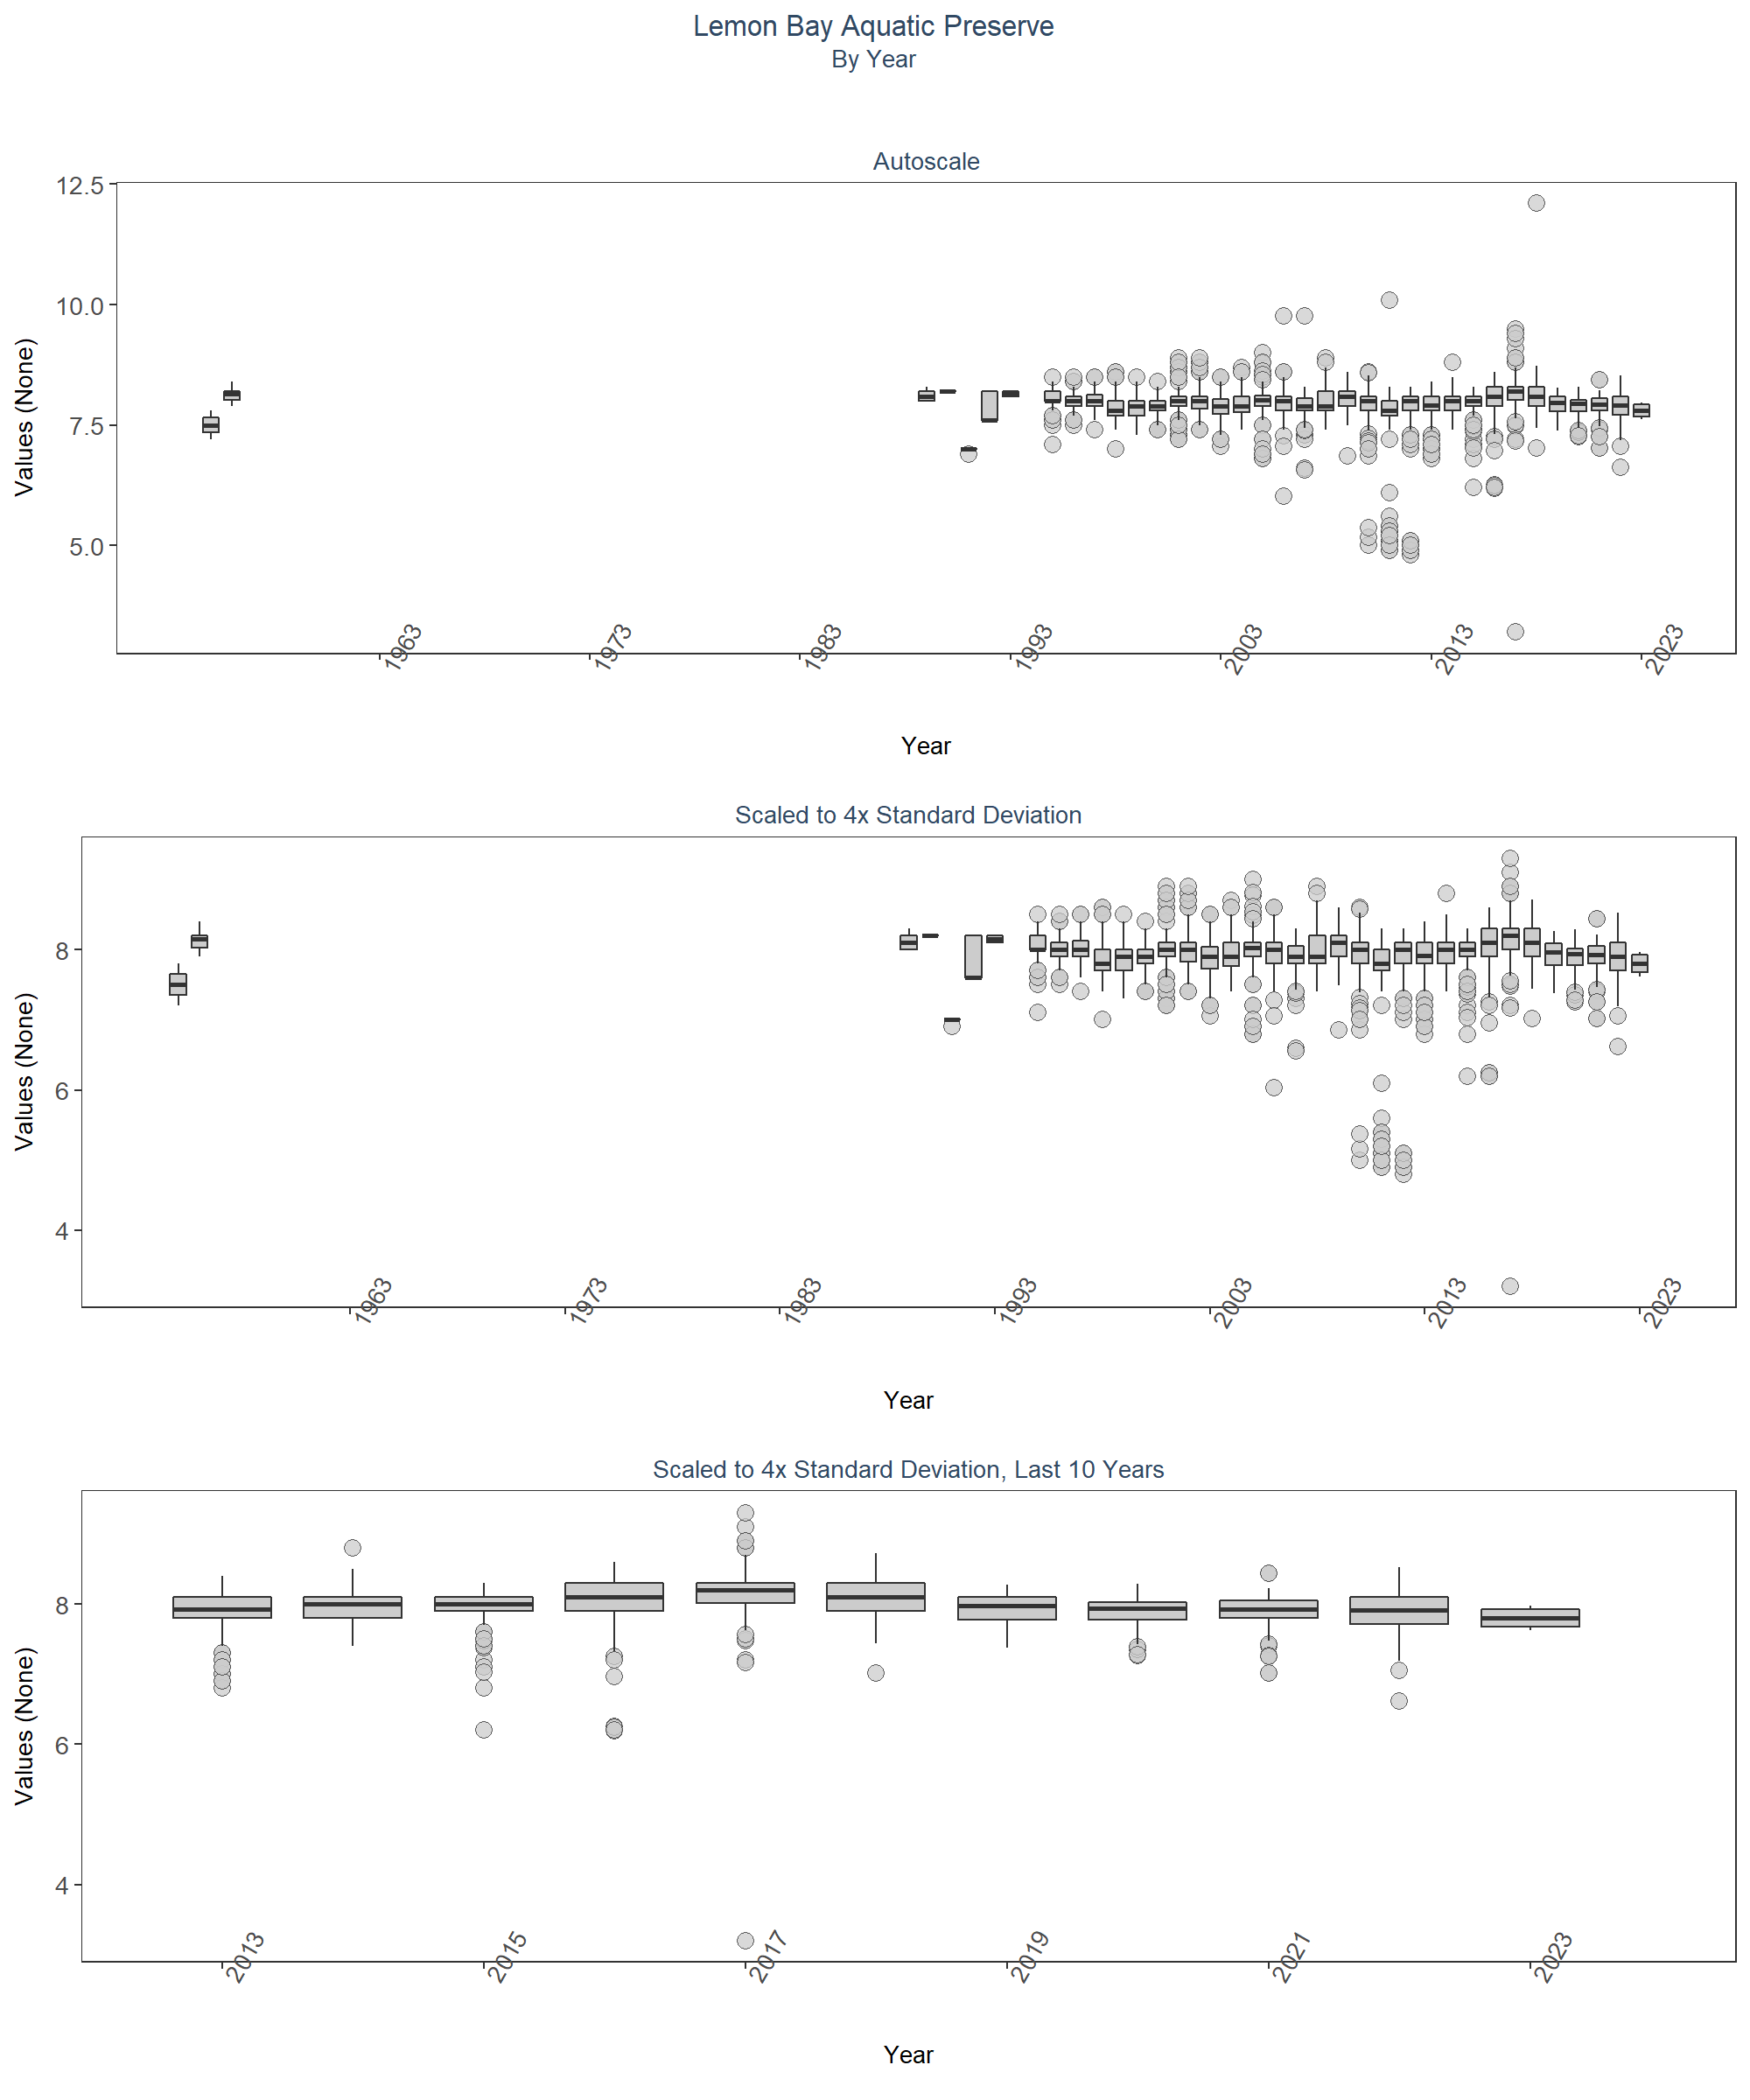 Lemon Bay Aquatic Preserve
By Year
Autoscale
12.5
10.0
7.5
5.0
Values (None)
1963 1973 1983 1993 2003 2013 2023
Year
Scaled to 4x Standard Deviation
8
6
4
Values (None)
1963 1973 1983 1993 2003 2013 2023
Year
Scaled to 4x Standard Deviation, Last 10 Years
8
6
4
Values (None)
2013 2015 2017 2019 2021 2023
Year